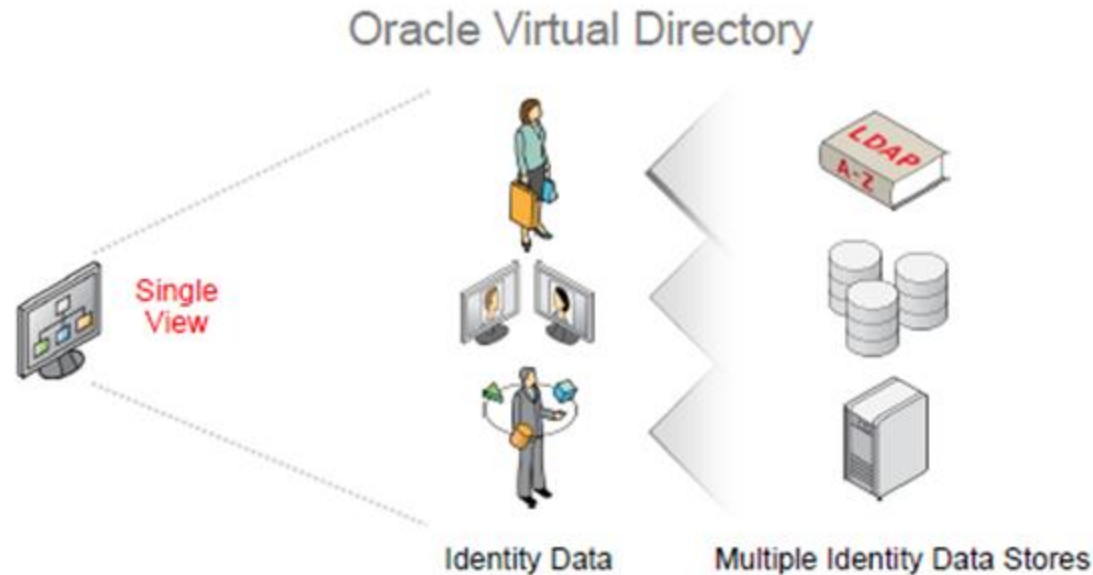 Oracle Virtual Directory
LDAP
A-Z
Single
View
Identity Data
Multiple Identity Data Stores